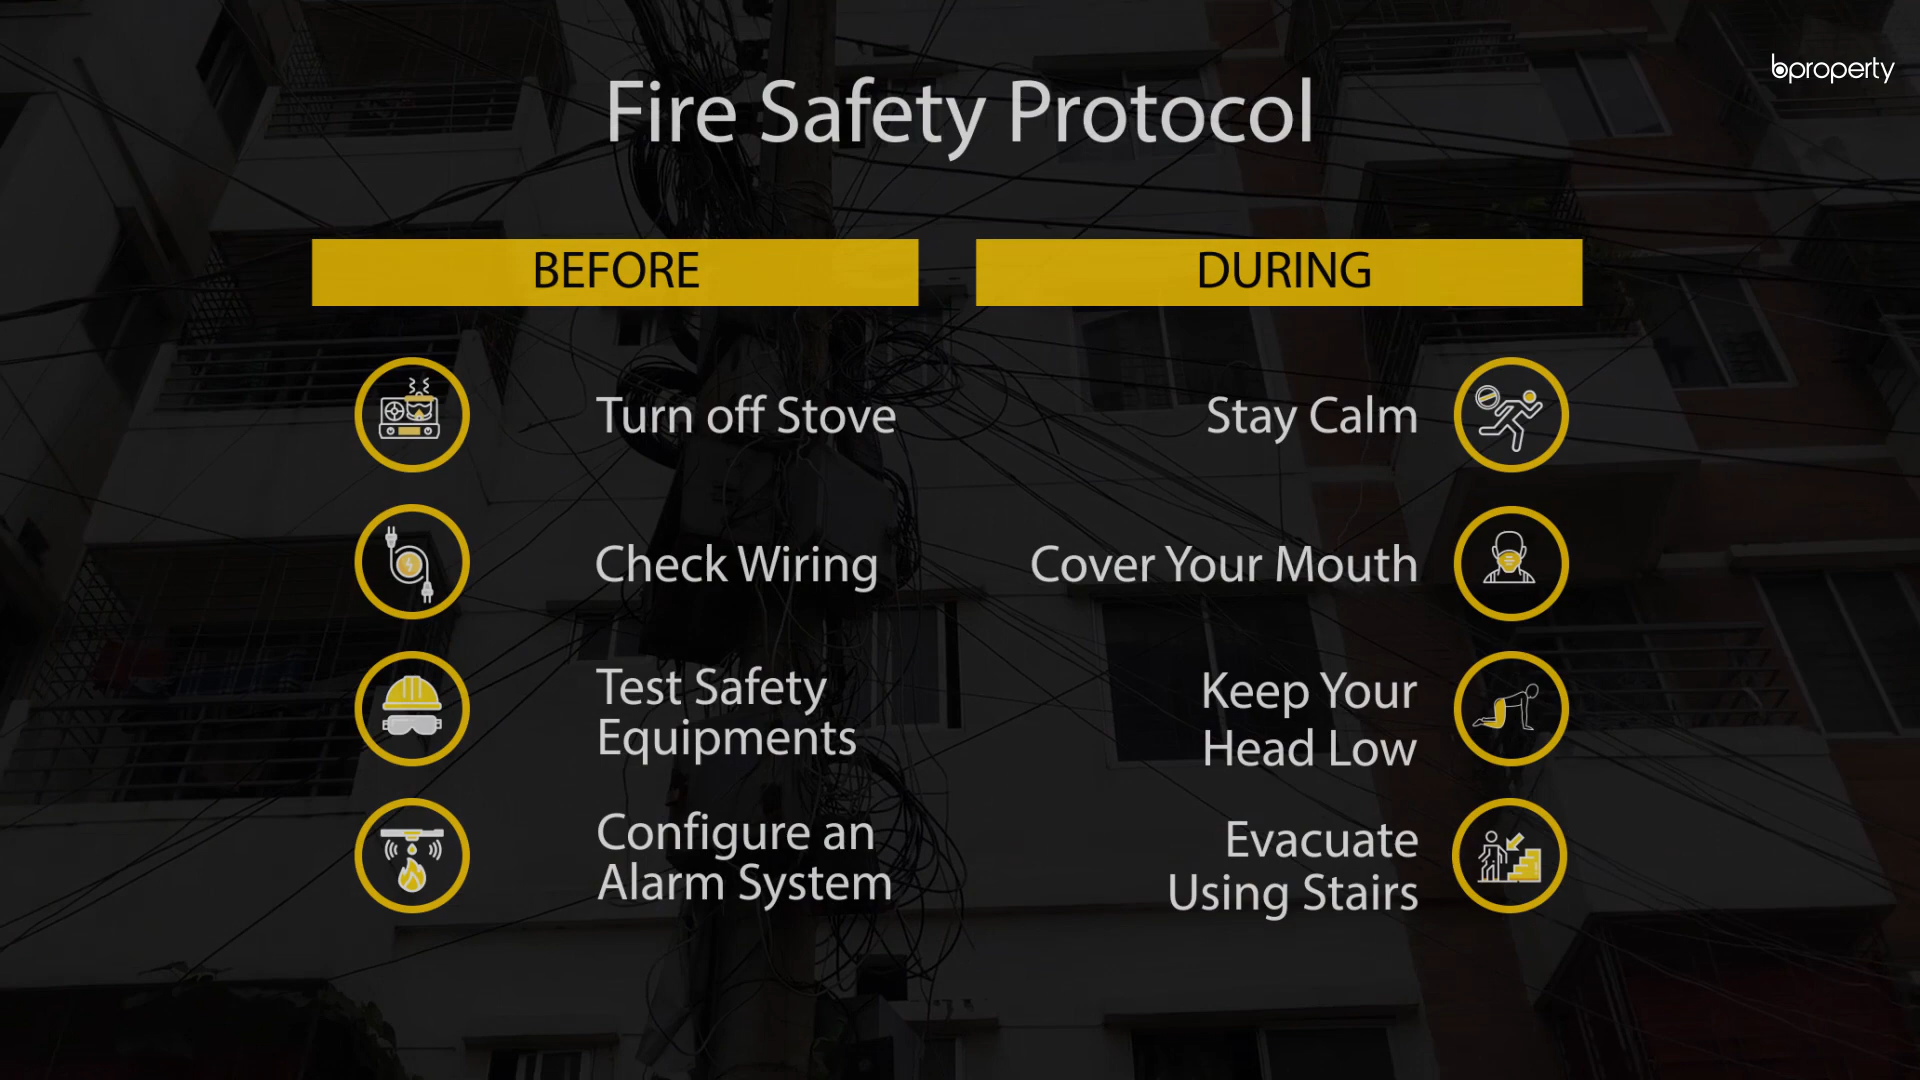 bproperty
Fire Safety Protocol
BEFORE
Turn off Stove
Check Wiring
Test Safety
Equipments
Configure an
Alarm System
DURING
Stay Calm
Cover Your Mouth
Keep Your
Head Low
Evacuate
Using Stairs